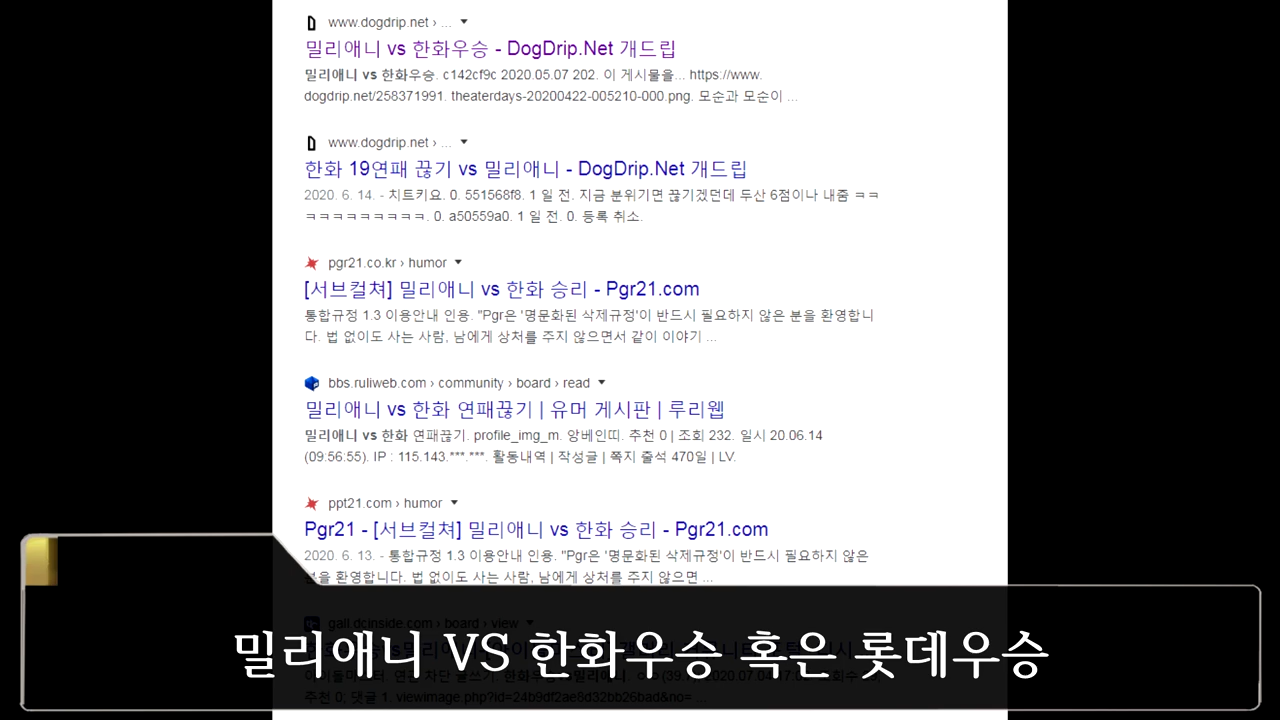 www.dogdrip.net › ...
밀리애니 vs 한화우승 - DogDrip.Net 개드립
밀리애니 vs 한화우승. c142cf9c 2020.05.07 202. 이 게시물을... https://www.
dogdrip.net/258371991. theaterdays-20200422-005210-000.png. 모순과 모순이 ...
www.dogdrip.net › ...
한화 19연패 끊기 vs 밀리애니 - DogDrip.Net 개드립
2020. 6. 14. - 치트키요. 0. 551568f8. 1 일 전. 지금 분위기면 끊기겠던데 두산 6점이나 내줌 ㅋㅋ
ㅋㅋㅋㅋㅋㅋㅋㅋㅋ. 0. a50559a0. 1 일 전. 0. 등록 취소.
pgr21.co.kr › humor
[서브컬쳐] 밀리애니 vs 한화 승리 - Pgr21.com
통합규정 1.3 이용안내 인용. "Pgr은 '명문화된 삭제규정'이 반드시 필요하지 않은 분을 환영합니
다. 법 없이도 사는 사람, 남에게 상처를 주지 않으면서 같이 이야기 ...
bbs.ruliweb.com › community › board › read
밀리애니 vs 한화 연패끊기 | 유머 게시판 | 루리웹
밀리애니 vs 한화 연패끊기. profile_img_m. 양베인띠. 추천 0 | 조회 232. 일시 20.06.14
(09:56:55). IP : 115.143.***.***. 활동내역 | 작성글 | 쪽지 출석 470일 | LV.
ppt21.com › humor
Pgr21 - [서브컬쳐] 밀리애니 vs 한화 승리 - Pgr21.com
2020. 6. 13. - 통합규정 1.3 이용안내 인용. "Pgr은 '명문화된 삭제규정'이 반드시 필요하지 않은
분을 환영합니다. 법 없이도 사는 사람, 남에게 상처를 주지 않으면 ...
gall.dcinside.com › board › view
밀리애니 VS 한화우승 혹은 롯데우승
추천 0, 댓글 1. viewimage.php?id=24b9df2ae8d32bb26bad&no= ...